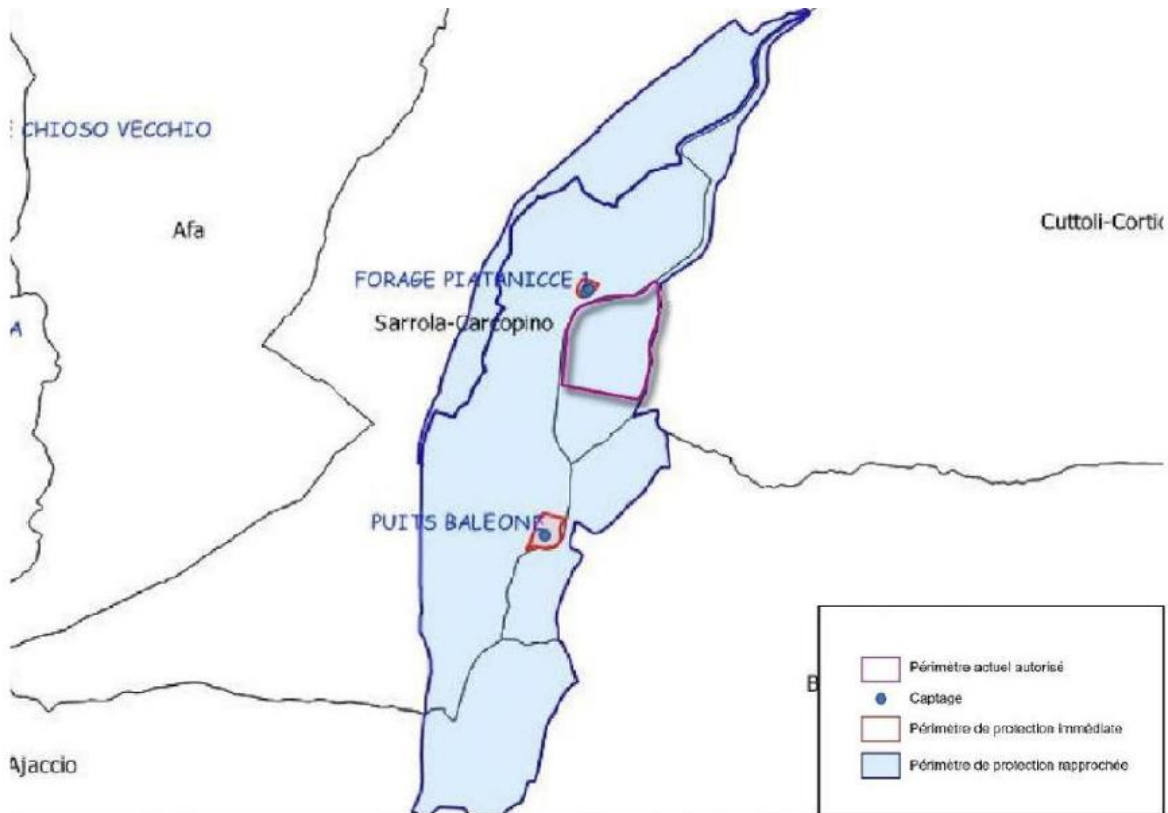 CHIOSO VECCHIO
Afa
Cuttoli-Cortic
FORAGE PIATANICCE 1
Sarrola-Carcopino
A
PUITS BALEONE
B
Ajaccio
Périmètre actuel autorisé
Captage
Périmètre de protection immédiate
Périmètre de protection rapprochée